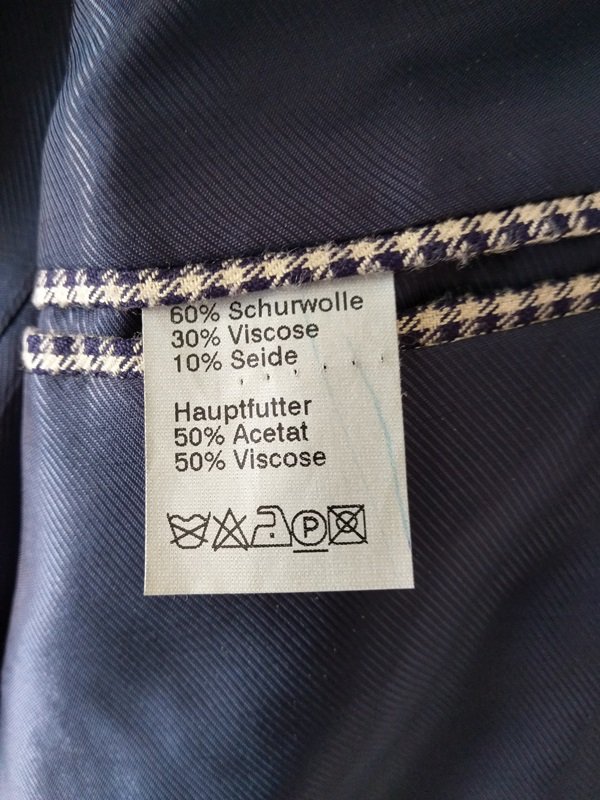 60% Schurwolle
30% Viscose
10% Seide
Hauptfutter
50% Acetat
50% Viscose
P